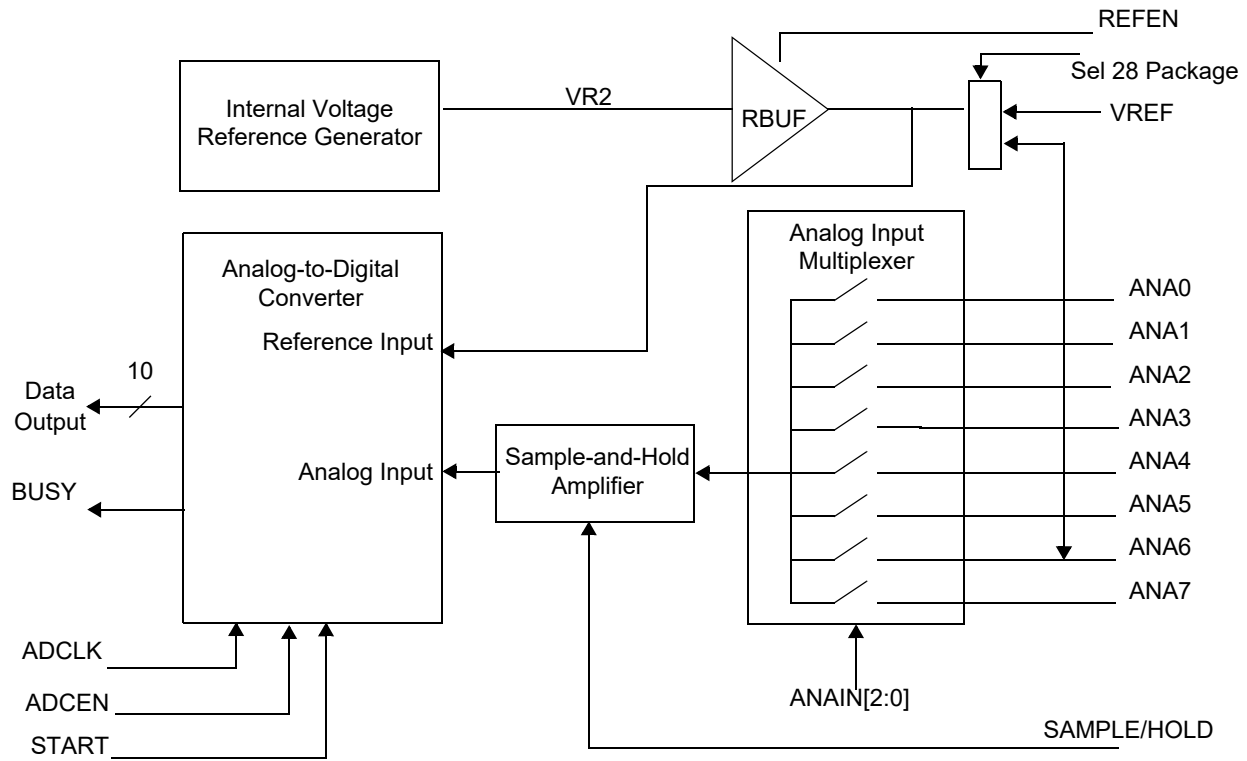 REFEN
Sel 28 Package
Internal Voltage
Reference Generator
VR2
RBUF
VREF
Analog-to-Digital
Converter
Reference Input
Analog Input
Multiplexer
ANA0
ANA1
ANA2
ANA3
ANA4
ANA5
ANA6
ANA7
10
Data
Output
Analog Input
Sample-and-Hold
Amplifier
BUSY
ADCLK
ADCEN
START
ANAIN[2:0]
SAMPLE/HOLD